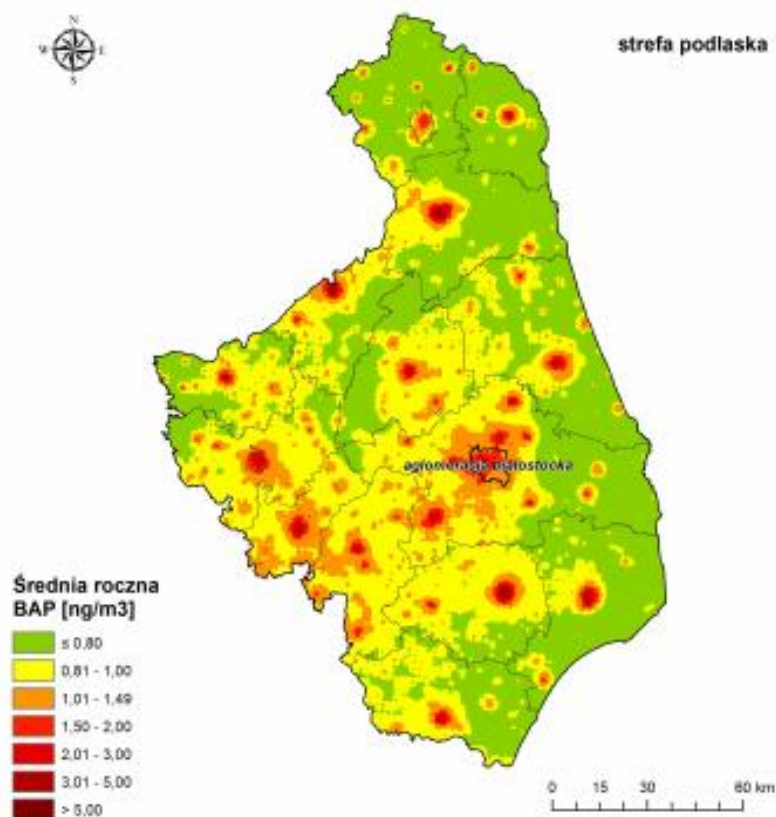 N
W E
S
strefa podlaska
aglomeracja białostocka
Średnia roczna
BAP [ng/m3]
≤ 0,80
0,81 - 1,00
1,01 - 1,49
1,50 - 2,00
2,01 - 3,00
3,01 - 5,00
> 5,00
0 15 30 60 km